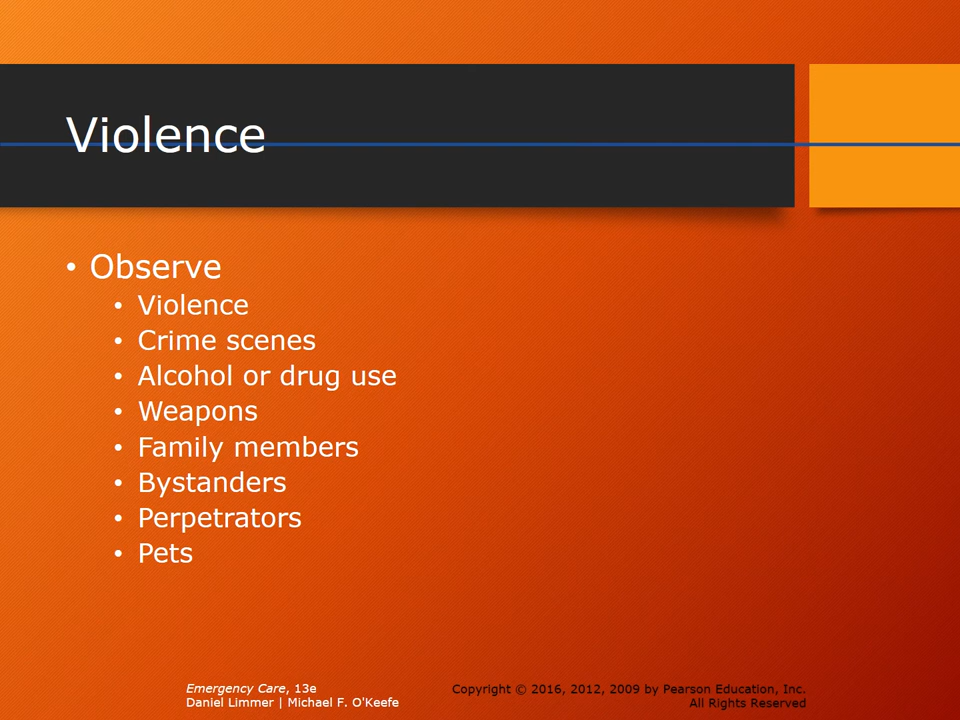 Violence
• Observe
• Violence
• Crime scenes
• Alcohol or drug use
• Weapons
• Family members
• Bystanders
• Perpetrators
• Pets
Emergency Care, 13e
Daniel Limmer | Michael F. O'Keefe
Copyright © 2016, 2012, 2009 by Pearson Education, Inc.
All Rights Reserved